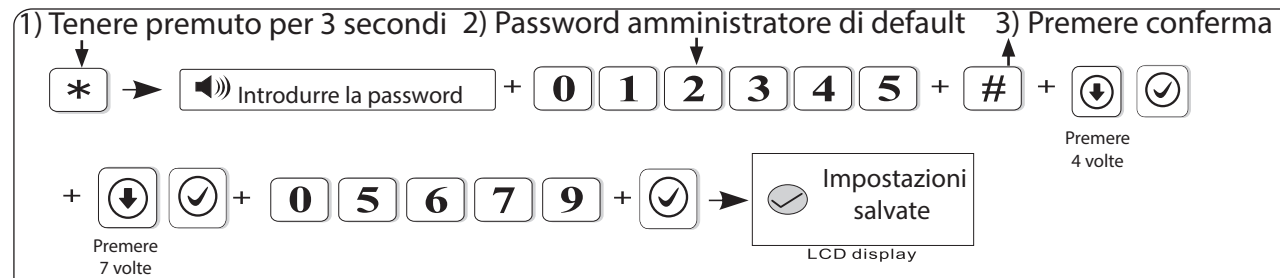 1) Tenere premuto per 3 secondi 2) Password amministratore di default 3) Premere conferma
* Introdurre la password + 0 1 2 3 4 5 + # +
Premere
4 volte
+ + 0 5 6 7 9 +
Impostazioni
salvate
Premere
7 volte
LCD display